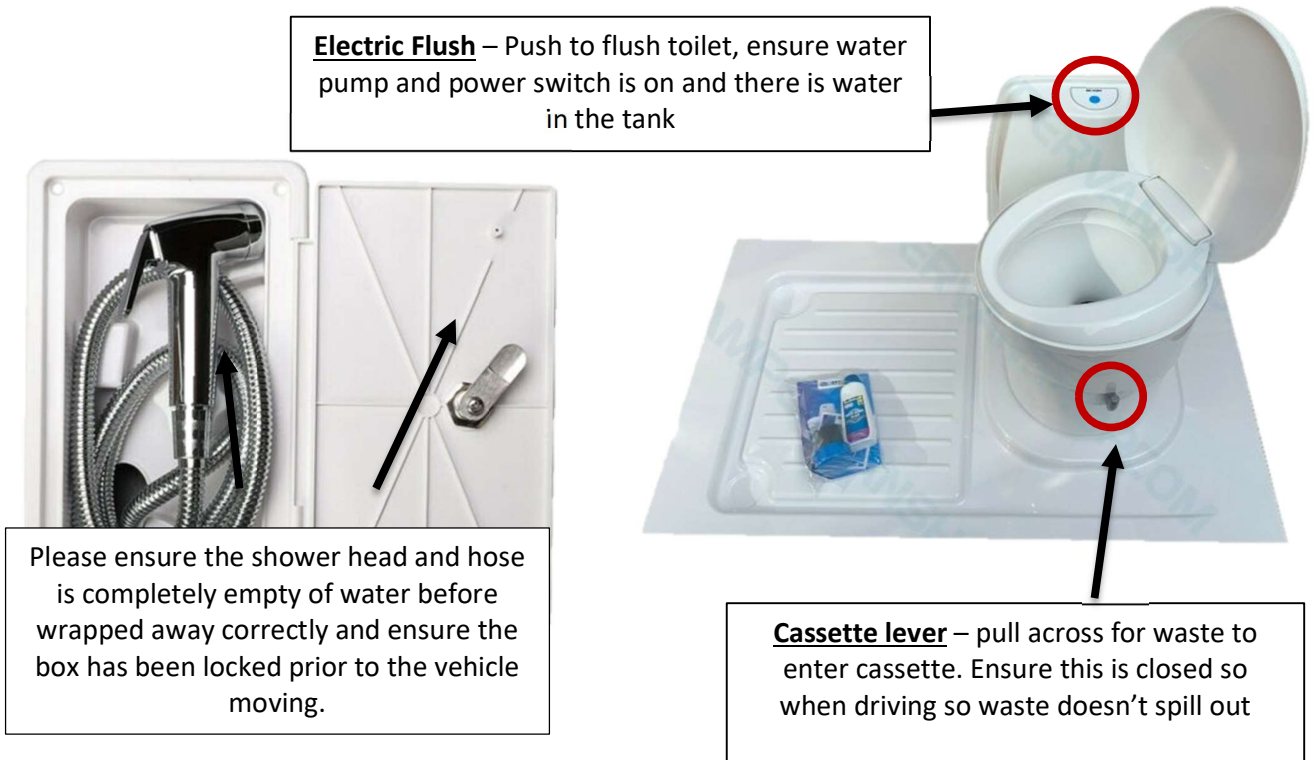 Electric Flush – Push to flush toilet, ensure water
pump and power switch is on and there is water
in the tank
Please ensure the shower head and hose
is completely empty of water before
wrapped away correctly and ensure the
box has been locked prior to the vehicle
moving.
Cassette lever – pull across for waste to
enter cassette. Ensure this is closed so
when driving so waste doesn’t spill out